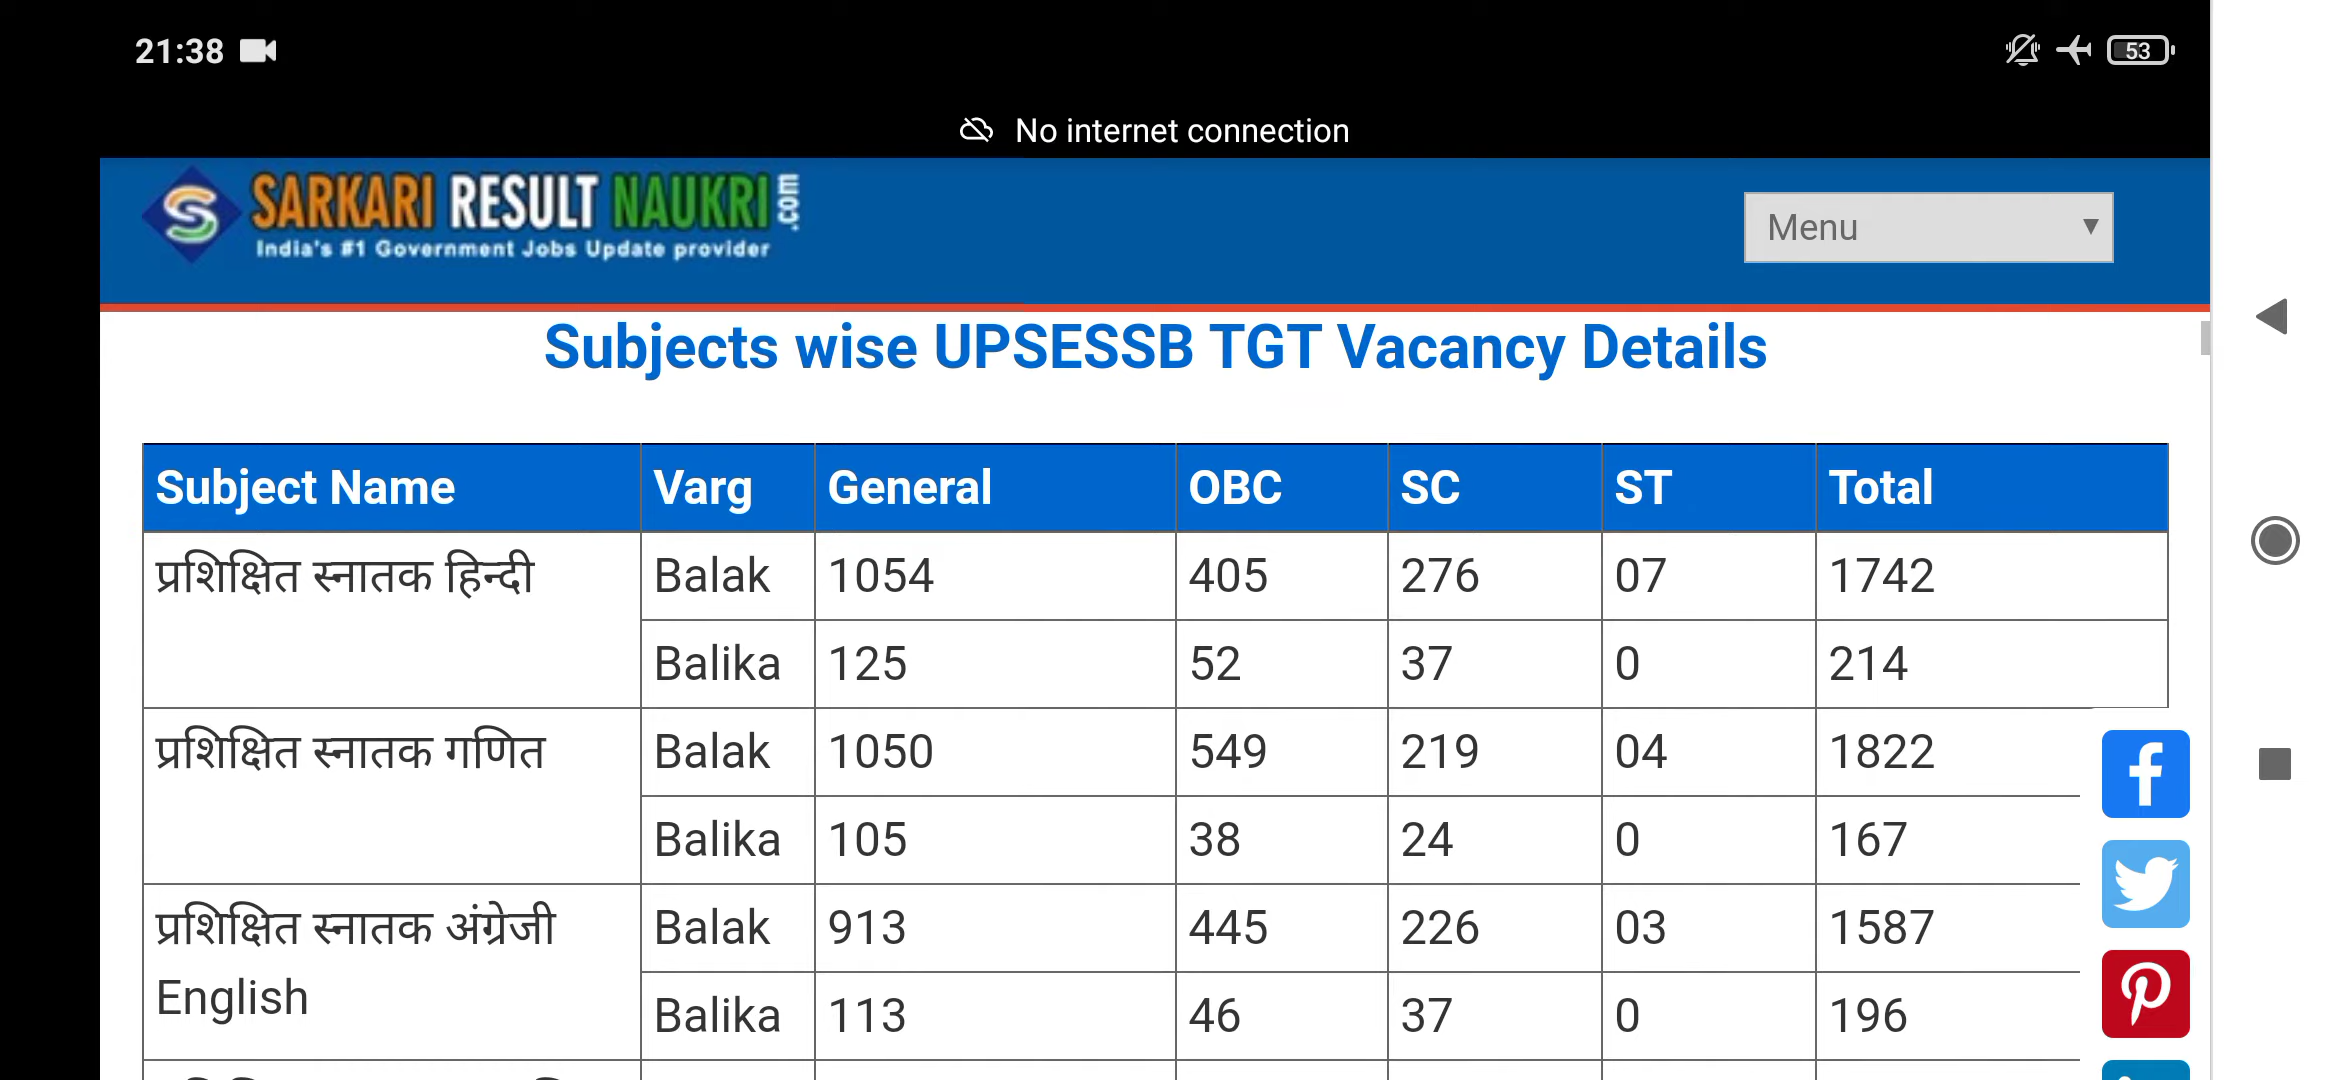 21:38
53
No internet connection
SARKARI RESULT NAUKRI.com
India's #1 Government Jobs Update provider
Menu
Subjects wise UPSESSB TGT Vacancy Details
Subject Name Varg General OBC SC ST Total
प्रशिक्षित स्नातक हिन्दी Balak 1054 405 276 07 1742
Balika 125 52 37 0 214
प्रशिक्षित स्नातक गणित Balak 1050 549 219 04 1822
Balika 105 38 24 0 167
प्रशिक्षित स्नातक अंग्रेजी Balak 913 445 226 03 1587
English
Balika 113 46 37 0 196